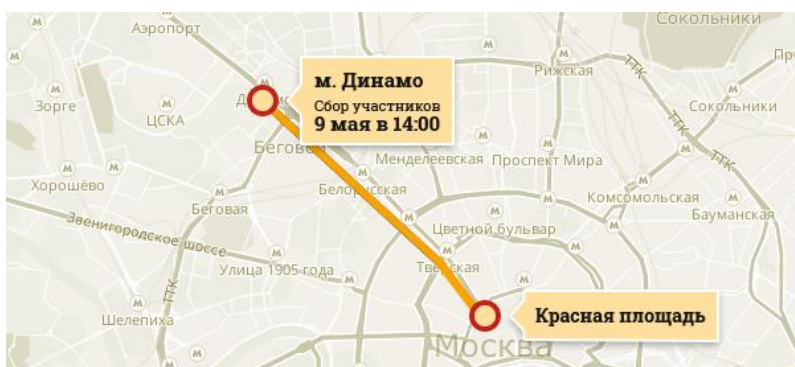 Сокольники
Аэропорт
м. Динамо
Сбор участников
9 мая в 14:00
Рижская
ТТК
Зорге
ЦСКА
Сокольники
Беговой
Менделеевская
Проспект Мира
ТТК
Хорошёво
Белорусская
Комсомольская
Беговая
Бауманская
Звенигородское шоссе
Цветной бульвар
Улица 1905 года
Тверская
ТТК
Шелепиха
Красная площадь
Москва